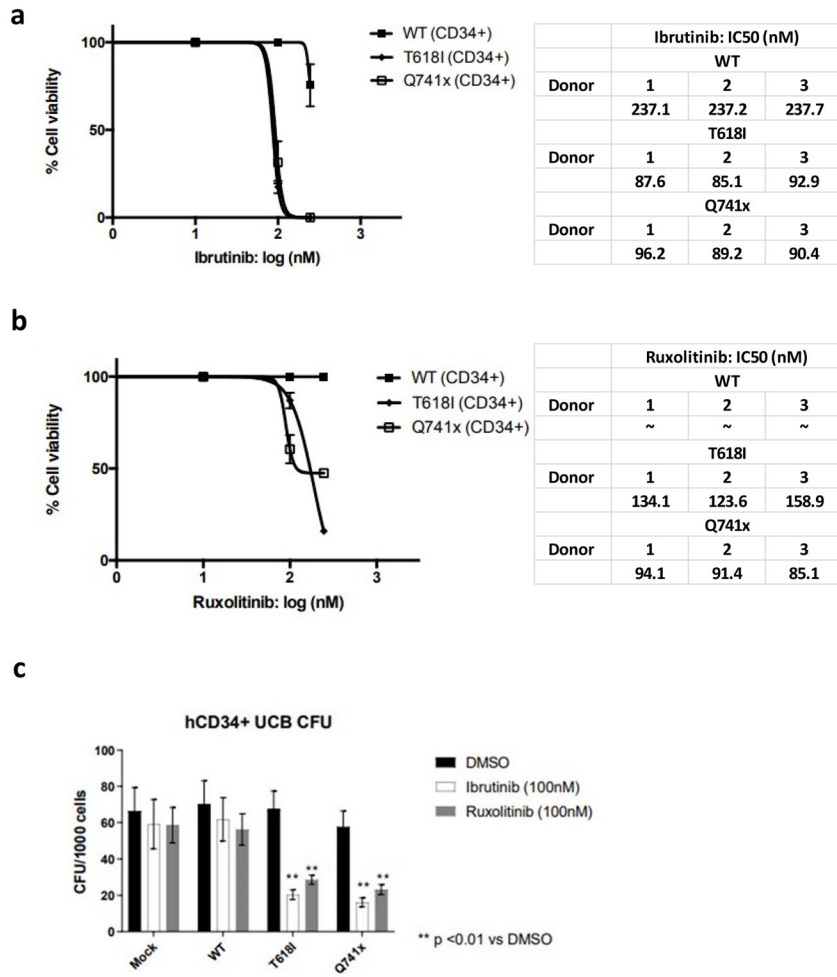 a
100
50
0
0
1
2
3
% Cell viability
Ibrutinib: log (nM)
WT (CD34+)
T618I (CD34+)
Q741x (CD34+)
Ibrutinib: IC50 (nM)
WT
Donor 1 2 3
237.1 237.2 237.7
T618I
Donor 1 2 3
87.6 85.1 92.9
Q741x
Donor 1 2 3
96.2 89.2 90.4
b
100
50
0
0
1
2
3
% Cell viability
Ruxolitinib: log (nM)
WT (CD34+)
T618I (CD34+)
Q741x (CD34+)
Ruxolitinib: IC50 (nM)
WT
Donor 1 2 3
~ ~ ~
T618I
Donor 1 2 3
134.1 123.6 158.9
Q741x
Donor 1 2 3
94.1 91.4 85.1
c
hCD34+ UCB CFU
100
80
60
40
20
0
CFU/1000 cells
** **
** **
Mock
WT
T618I
Q741x
DMSO
Ibrutinib (100nM)
Ruxolitinib (100nM)
** p <0.01 vs DMSO